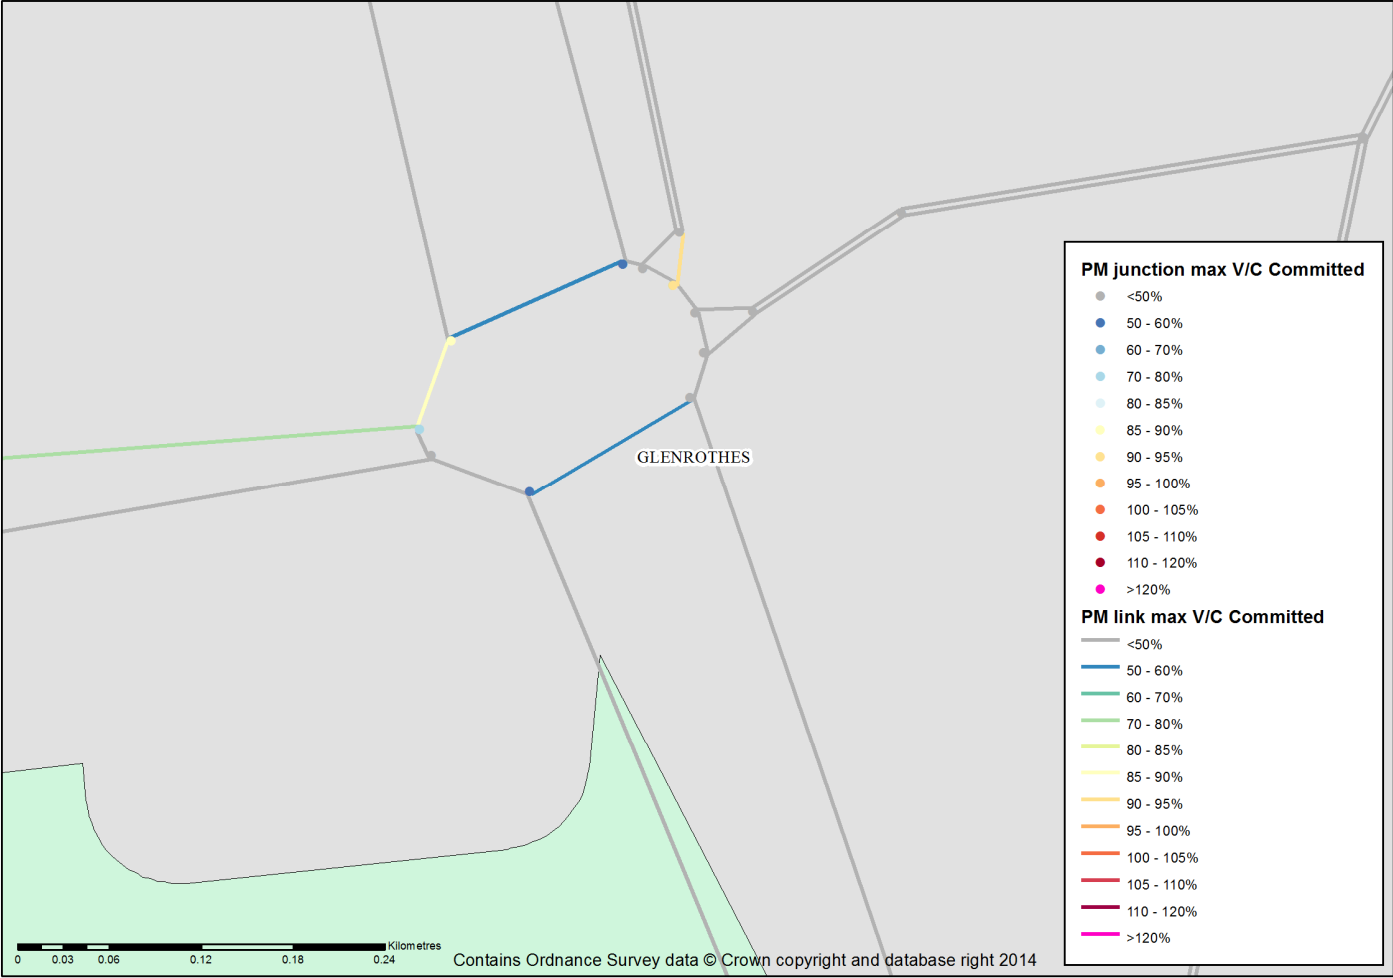 GLENROTHES
PM junction max V/C Committed
<50%
50 - 60%
60 - 70%
70 - 80%
80 - 85%
85 - 90%
90 - 95%
95 - 100%
100 - 105%
105 - 110%
110 - 120%
>120%
PM link max V/C Committed
<50%
50 - 60%
60 - 70%
70 - 80%
80 - 85%
85 - 90%
90 - 95%
95 - 100%
100 - 105%
105 - 110%
110 - 120%
>120%
Kilometres
0 0.03 0.06 0.12 0.18 0.24
Contains Ordnance Survey data © Crown copyright and database right 2014